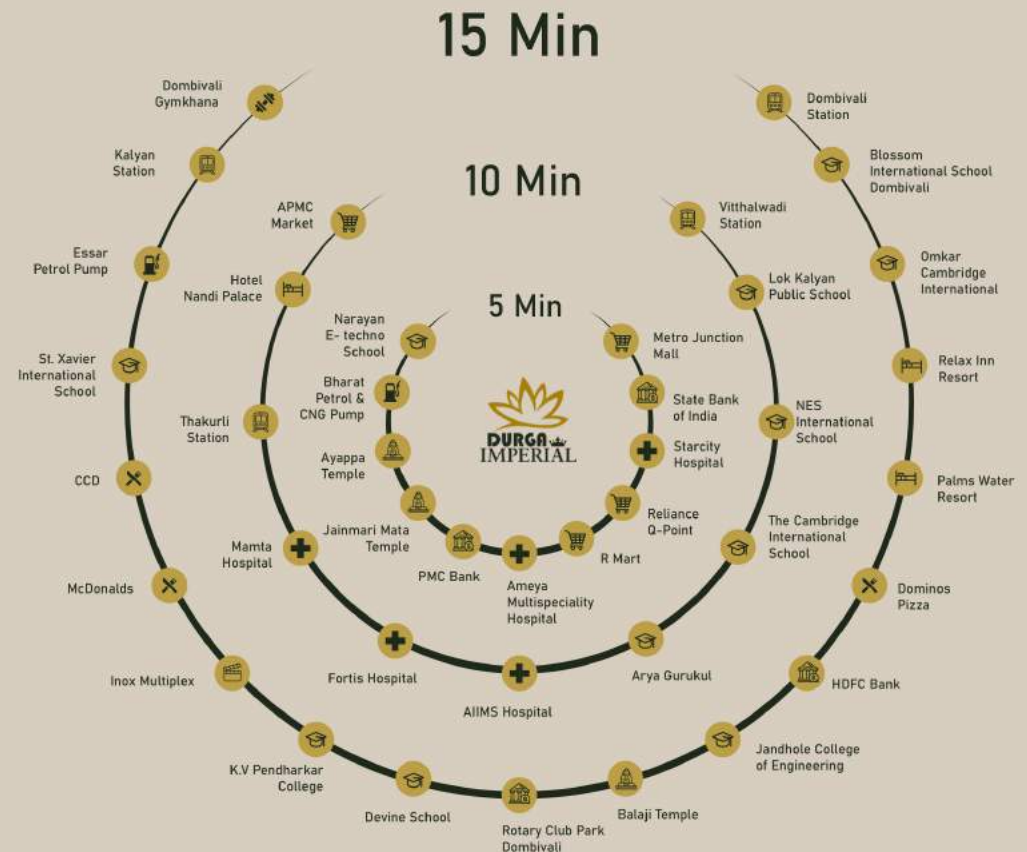 15 Min
Dombivali
Gymkhana
Kalyan
Station
Essar
Petrol Pump
St. Xavier
International
School
CCD
McDonalds
Inox Multiplex
K.V Pendharkar
College
Devine School
Rotary Club Park
Dombivali
Balaji Temple
Jandhole College
of Engineering
HDFC Bank
Dominos
Pizza
Palms Water
Resort
Relax Inn
Resort
Omkar
Cambridge
International
Blossom
International School
Dombivali
Dombivali
Station
10 Min
APMC
Market
Hotel
Nandi Palace
Thakurli
Station
Mamta
Hospital
Fortis Hospital
AIIMS Hospital
Arya Gurukul
The Cambridge
International
School
NES
International
School
Lok Kalyan
Public School
Vitthalwadi
Station
5 Min
Narayan
E- techno
School
Bharat
Petrol &
CNG Pump
Ayappa
Temple
Jainmari Mata
Temple
PMC Bank
Ameya
Multispeciality
Hospital
R Mart
Reliance
Q-Point
Starcity
Hospital
State Bank
of India
Metro Junction
Mall
DURGA
IMPERIAL